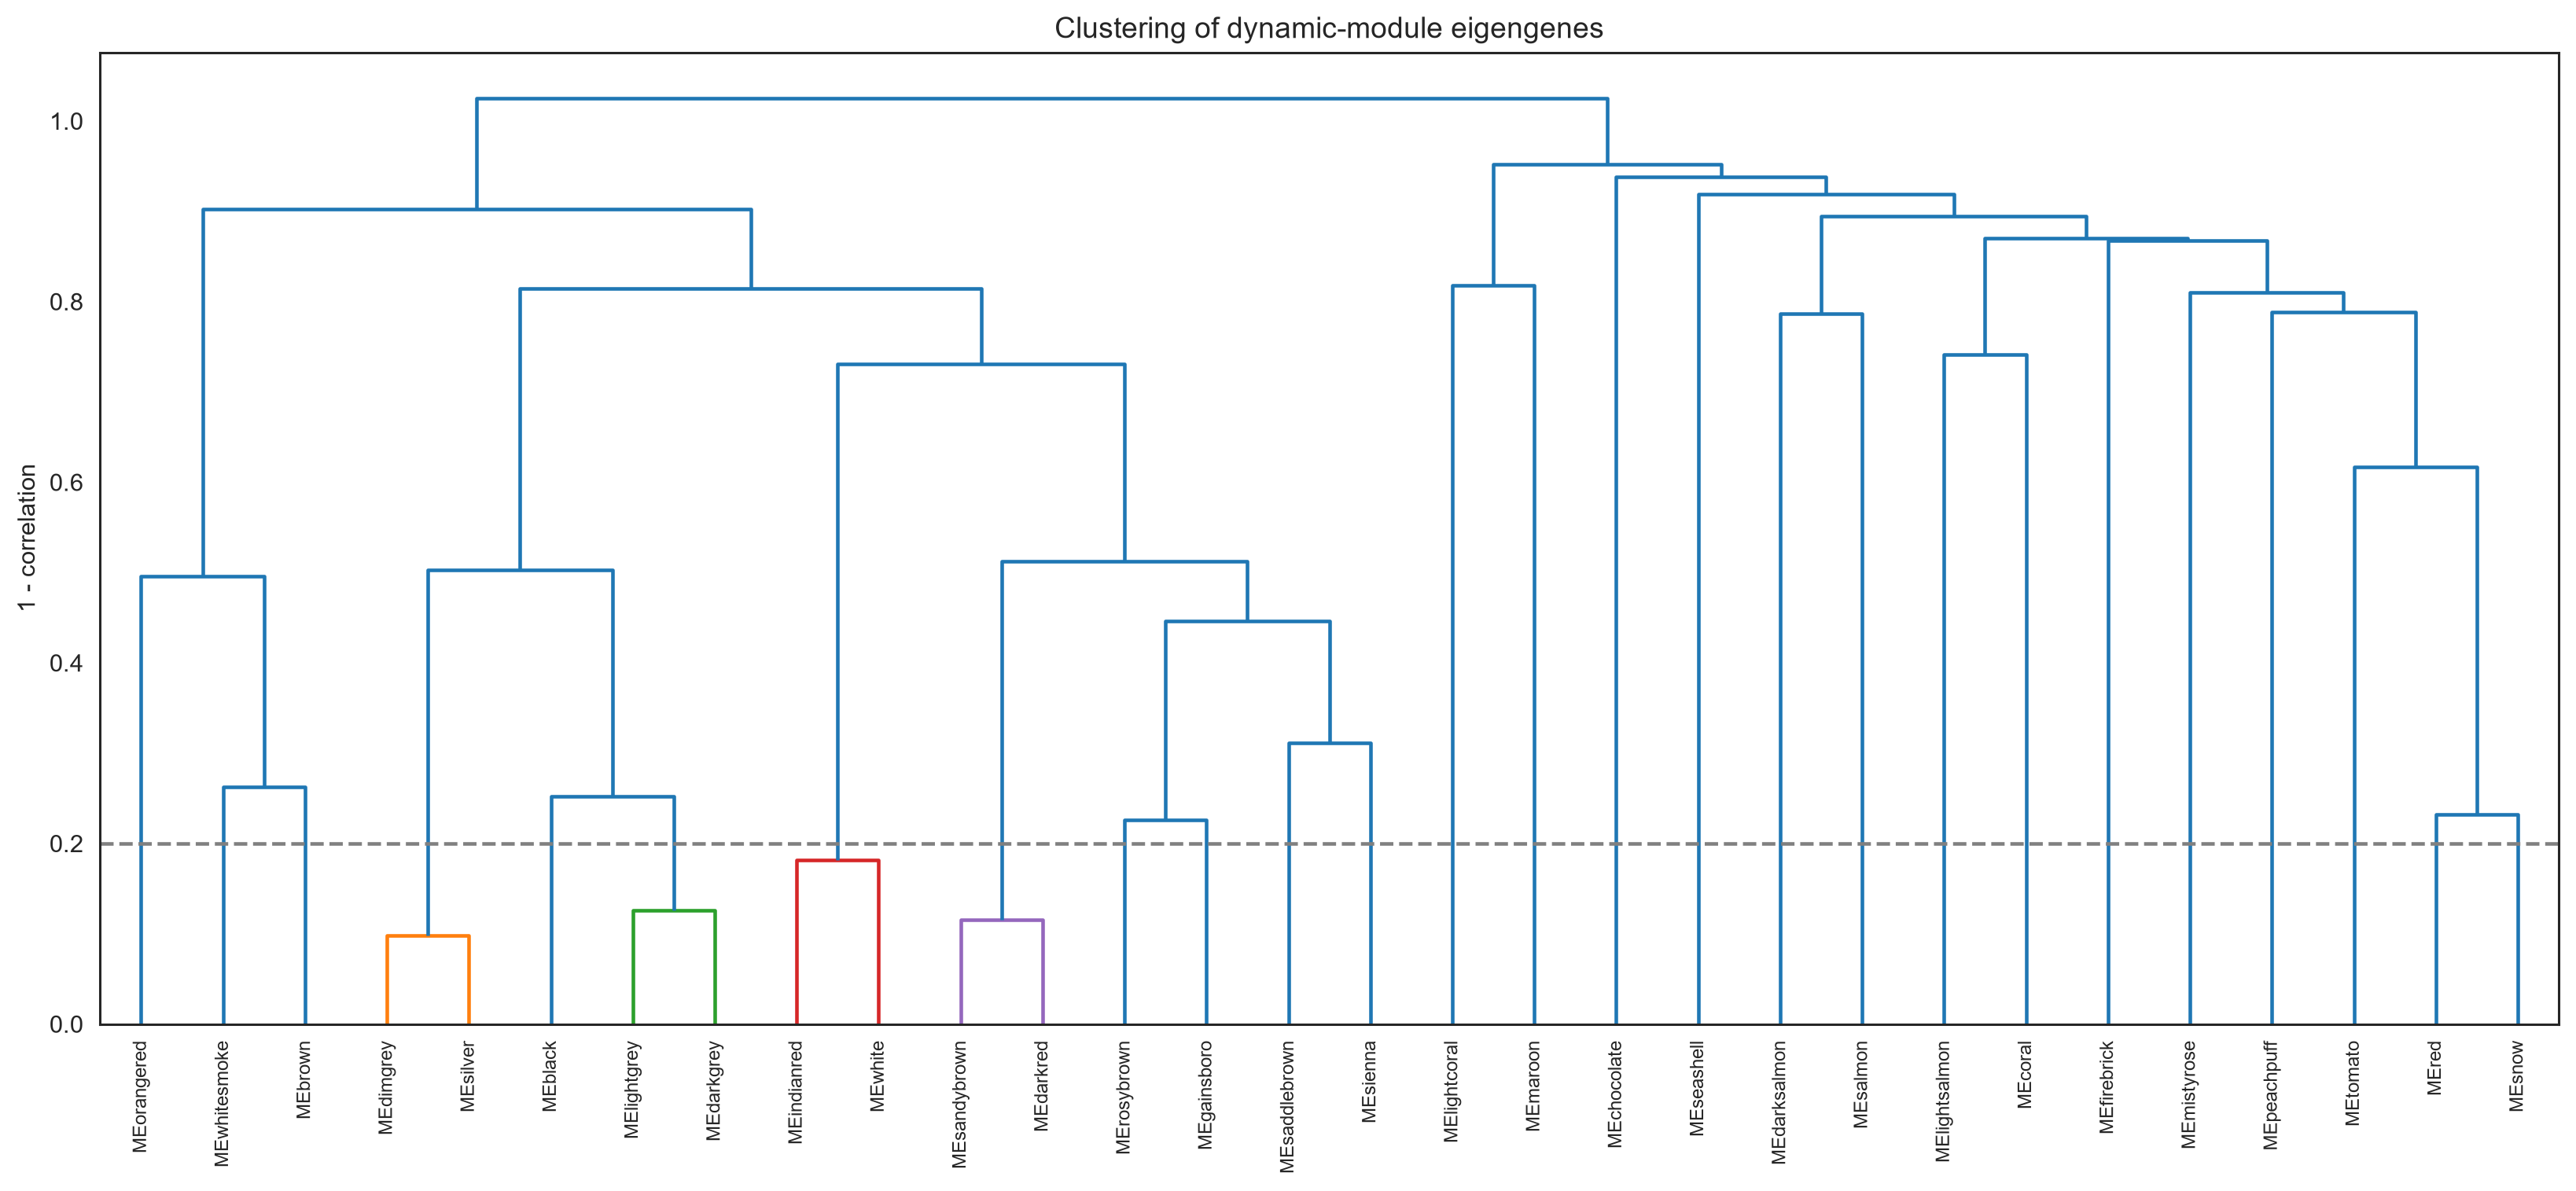 Clustering of dynamic-module eigengenes
1 - correlation
1.0
0.8
0.6
0.4
0.2
0.0
MEorangered
MEwhitesmoke
MEbrown
MEdimgrey
MEsilver
MEblack
MElightgrey
MEdarkgrey
MEindianred
MEwhite
MEsandybrown
MEdarkred
MErosybrown
MEgainsboro
MEsaddlebrown
MEsienna
MElightcoral
MEmaroon
MEchocolate
MEseashell
MEdarksalmon
MEsalmon
MElightsalmon
MEcoral
MEfirebrick
MEmistyrose
MEpeachpuff
MEtomato
MEred
MEsnow